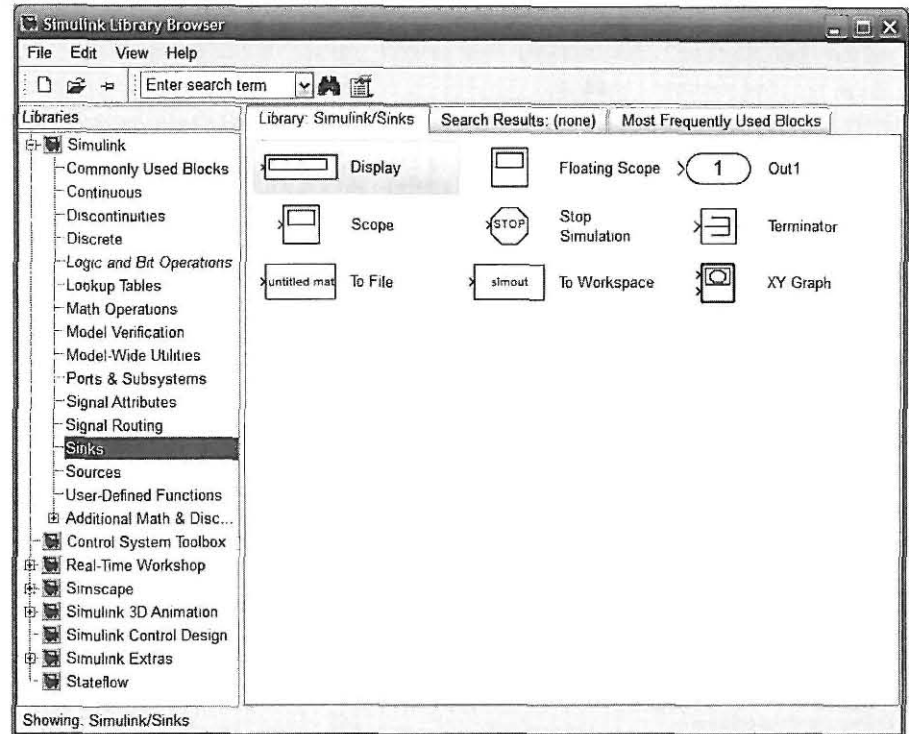 Simulink Library Browser
File Edit View Help
Enter search term
Libraries
Library: Simulink/Sinks Search Results: (none) Most Frequently Used Blocks
Simulink
Commonly Used Blocks
Continuous
Discontinuities
Discrete
Logic and Bit Operations
Lookup Tables
Math Operations
Model Verification
Model-Wide Utilities
Ports & Subsystems
Signal Attributes
Signal Routing
Sinks
Sources
User-Defined Functions
Additional Math & Disc...
Control System Toolbox
Real-Time Workshop
Simscape
Simulink 3D Animation
Simulink Control Design
Simulink Extras
Stateflow
Display
Floating Scope
1 Out1
Scope
STOP Stop
Simulation
Terminator
untitled mat To File
simout To Workspace
XY Graph
Showing: Simulink/Sinks